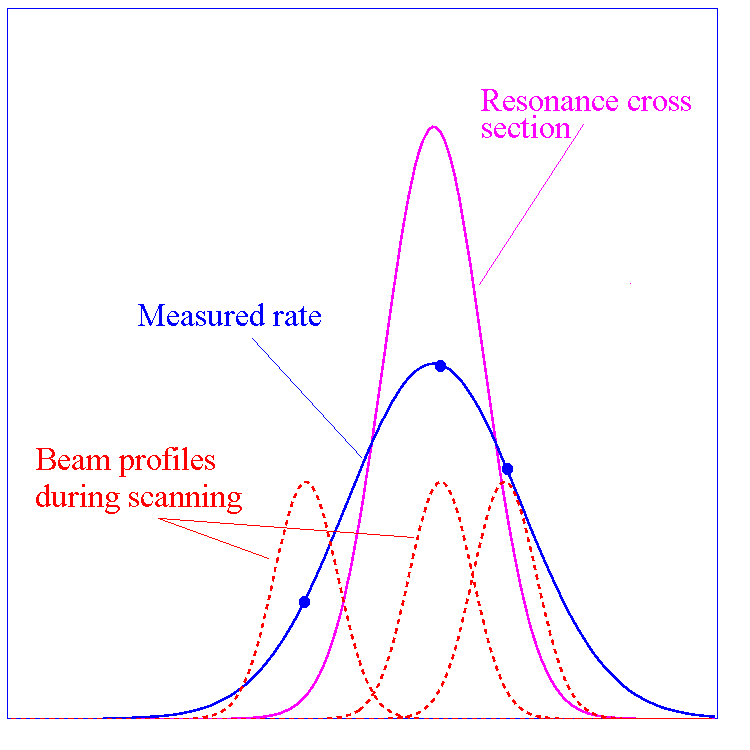 Resonance cross
section
Measured rate
Beam profiles
during scanning